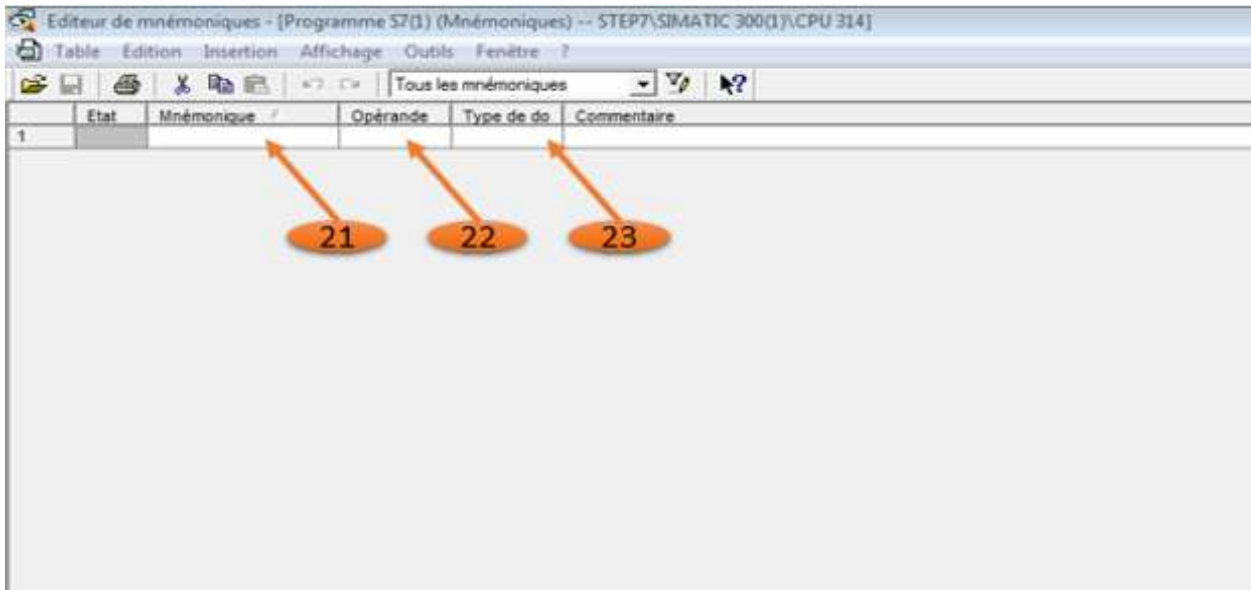 Editeur de mnémoniques - [Programme S7(1) (Mnémoniques) -- STEP7\SIMATIC 300(1)\CPU 314]
Table Edition Insertion Affichage Outils Fenêtre ?
Tous les mnémoniques
Etat Mnémonique Opérande Type de do Commentaire
1
21 22 23